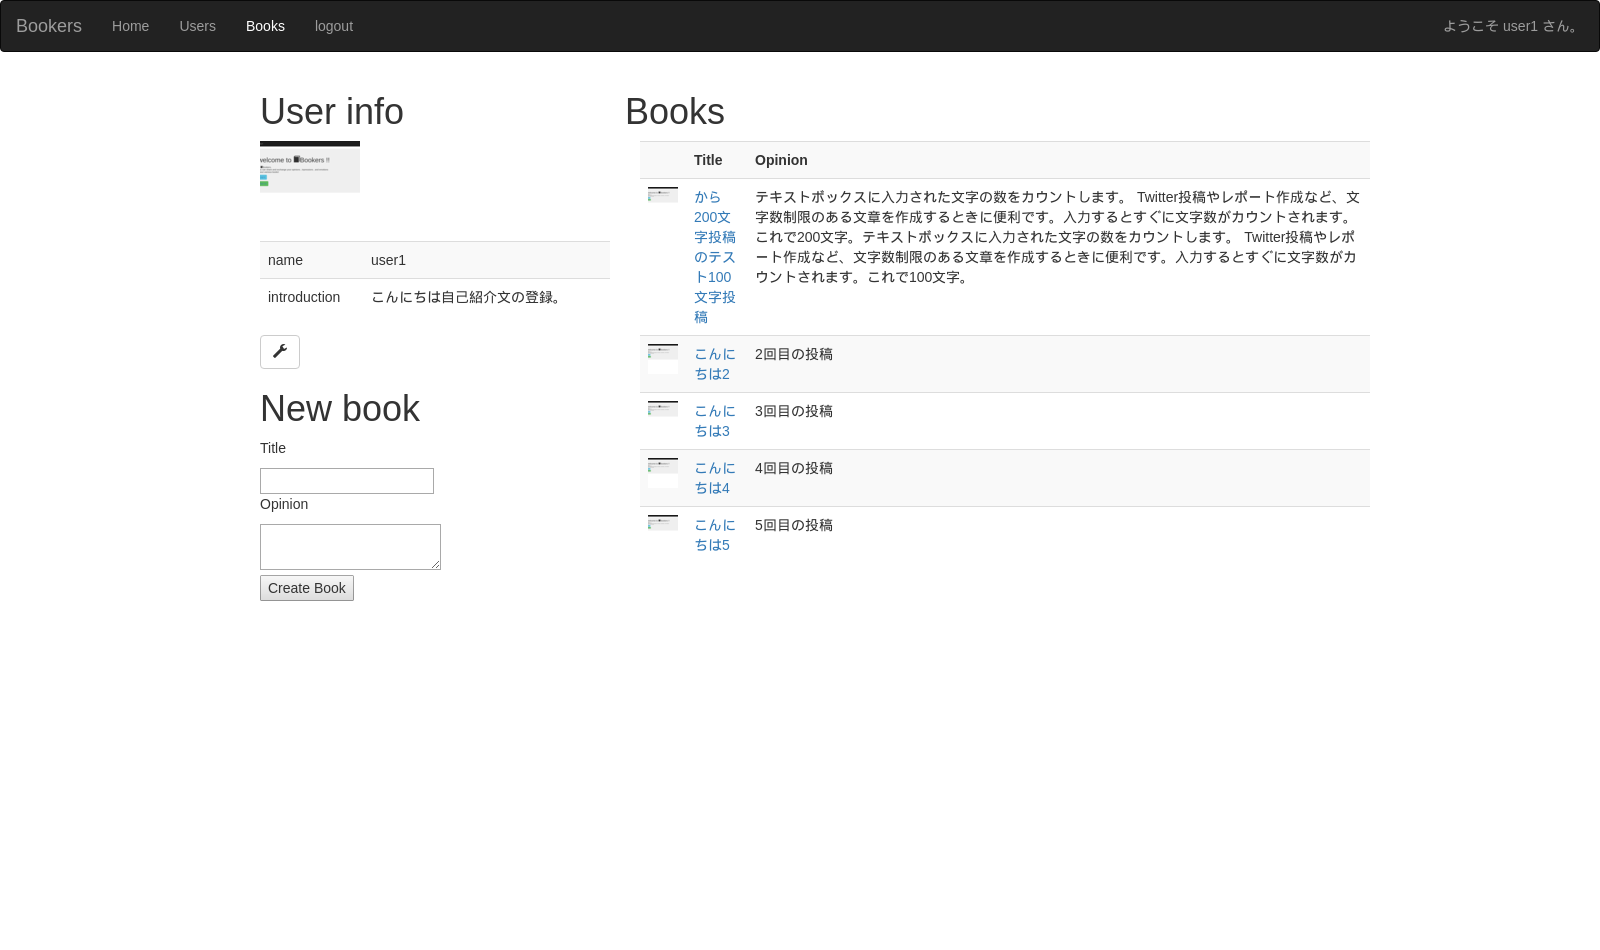 Bookers Home Users Books logout ようこそ user1 さん。
User info
welcome to Bookers !!
name user1
introduction こんにちは自己紹介文の登録。
New book
Title
Opinion
Create Book
Books
Title Opinion
から
200文
字投稿
のテス
ト100
文字投
稿
テキストボックスに入力された文字の数をカウントします。 Twitter投稿やレポート作成など、文
字数制限のある文章を作成するときに便利です。入力するとすぐに文字数がカウントされます。
これで200文字。テキストボックスに入力された文字の数をカウントします。 Twitter投稿やレポ
ート作成など、文字数制限のある文章を作成するときに便利です。入力するとすぐに文字数がカ
ウントされます。これで100文字。
こんに
ちは2
2回目の投稿
こんに
ちは3
3回目の投稿
こんに
ちは4
4回目の投稿
こんに
ちは5
5回目の投稿